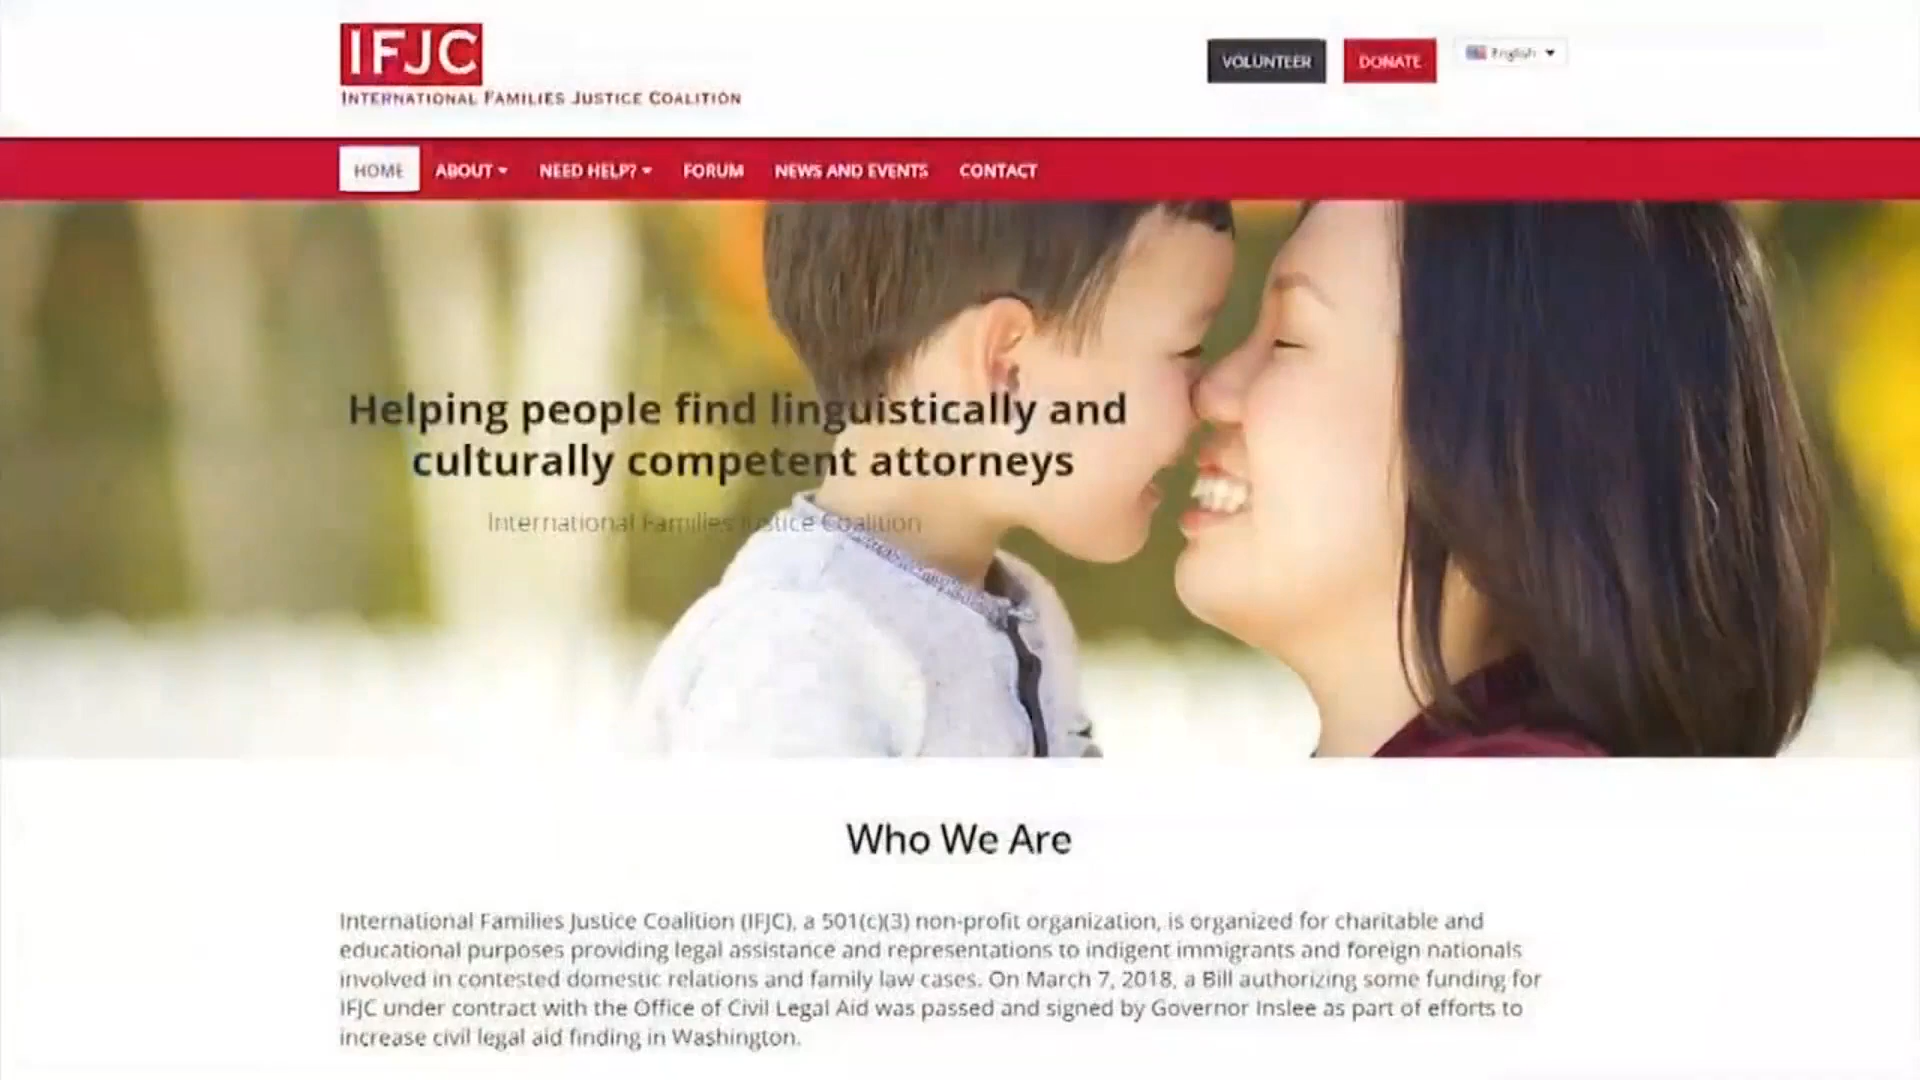 IFJC
INTERNATIONAL FAMILIES JUSTICE COALITION
VOLUNTEER
DONATE
English
HOME
ABOUT
NEED HELP?
FORUM
NEWS AND EVENTS
CONTACT
Helping people find linguistically and
culturally competent attorneys
International Families Justice Coalition
Who We Are
International Families Justice Coalition (IFJC), a 501(c)(3) non-profit organization, is organized for charitable and
educational purposes providing legal assistance and representations to indigent immigrants and foreign nationals
involved in contested domestic relations and family law cases. On March 7, 2018, a Bill authorizing some funding for
IFJC under contract with the Office of Civil Legal Aid was passed and signed by Governor Inslee as part of efforts to
increase civil legal aid finding in Washington.